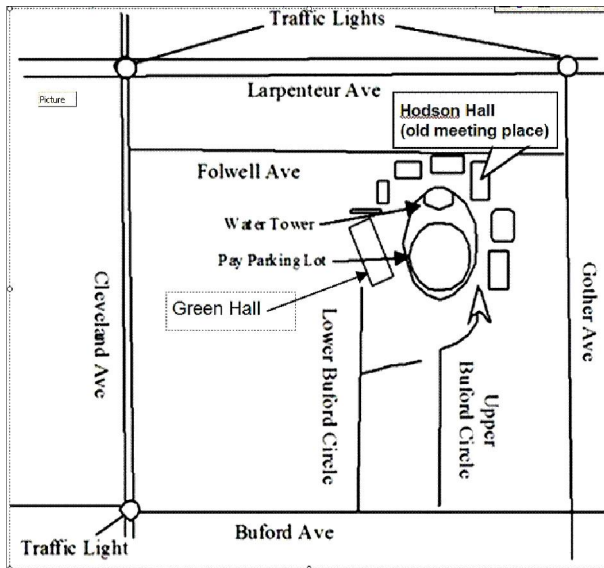 Traffic Lights
Larpenteur Ave
Picture
Hodson Hall
(old meeting place)
Folwell Ave
Water Tower
Pay Parking Lot
Green Hall
Cleveland Ave
Lower Buford Circle
Upper
Buford Circle
Gother Ave
Buford Ave
Traffic Light